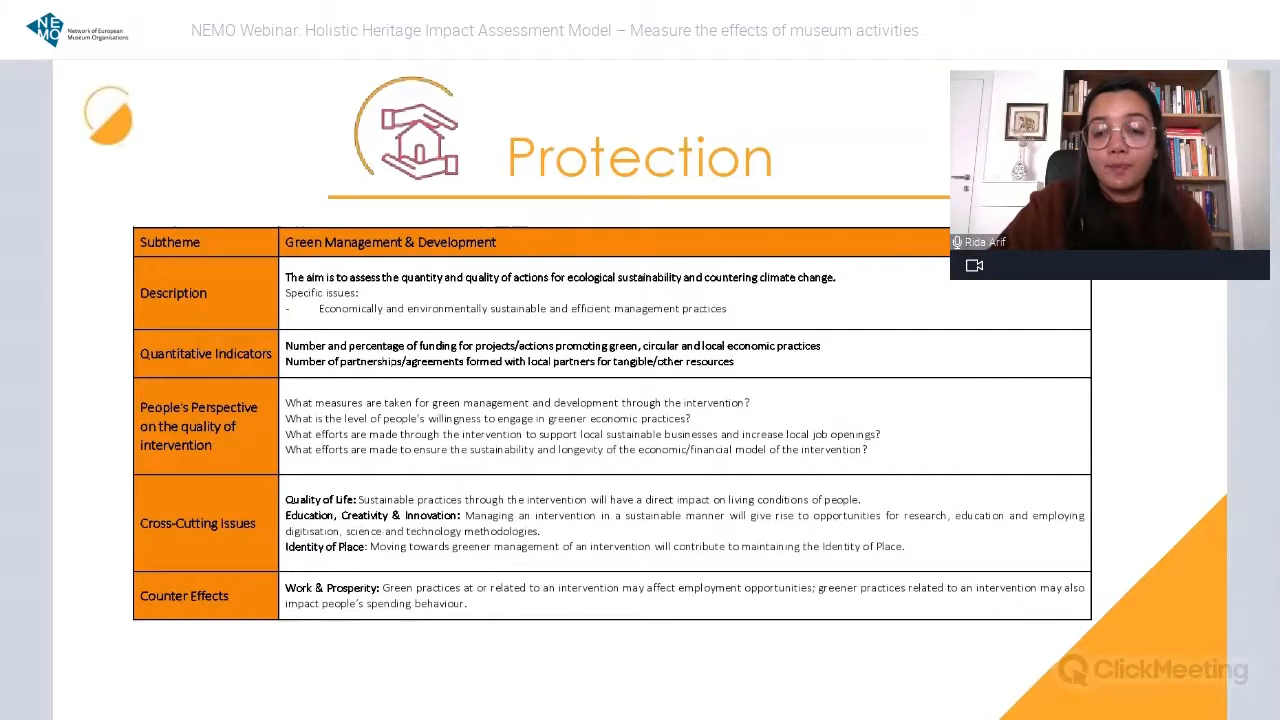 NEMO
Network of European
Museum Organisations
NEMO Webinar: Holistic Heritage Impact Assessment Model – Measure the effects of museum activities
Protection
Rida Arif
Subtheme
Green Management & Development
Description
The aim is to assess the quantity and quality of actions for ecological sustainability and countering climate change.
Specific issues:
- Economically and environmentally sustainable and efficient management practices
Quantitative Indicators
Number and percentage of funding for projects/actions promoting green, circular and local economic practices
Number of partnerships/agreements formed with local partners for tangible/other resources
People's Perspective
on the quality of
intervention
What measures are taken for green management and development through the intervention?
What is the level of people's willingness to engage in greener economic practices?
What efforts are made through the intervention to support local sustainable businesses and increase local job openings?
What efforts are made to ensure the sustainability and longevity of the economic/financial model of the intervention?
Cross-Cutting Issues
Quality of Life: Sustainable practices through the intervention will have a direct impact on living conditions of people.
Education, Creativity & Innovation: Managing an intervention in a sustainable manner will give rise to opportunities for research, education and employing
digitisation, science and technology methodologies.
Identity of Place: Moving towards greener management of an intervention will contribute to maintaining the Identity of Place.
Counter Effects
Work & Prosperity: Green practices at or related to an intervention may affect employment opportunities; greener practices related to an intervention may also
impact people's spending behaviour.
ClickMeeting